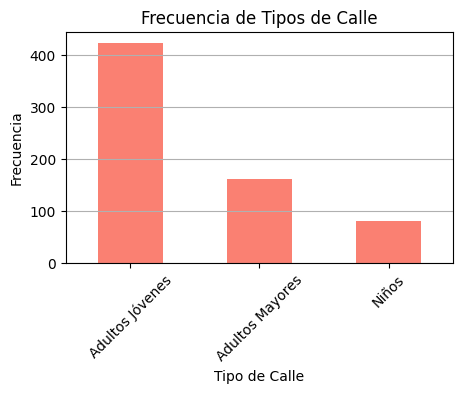 Frecuencia de Tipos de Calle
Frecuencia
400
300
200
100
0
Adultos Jóvenes
Adultos Mayores
Niños
Tipo de Calle